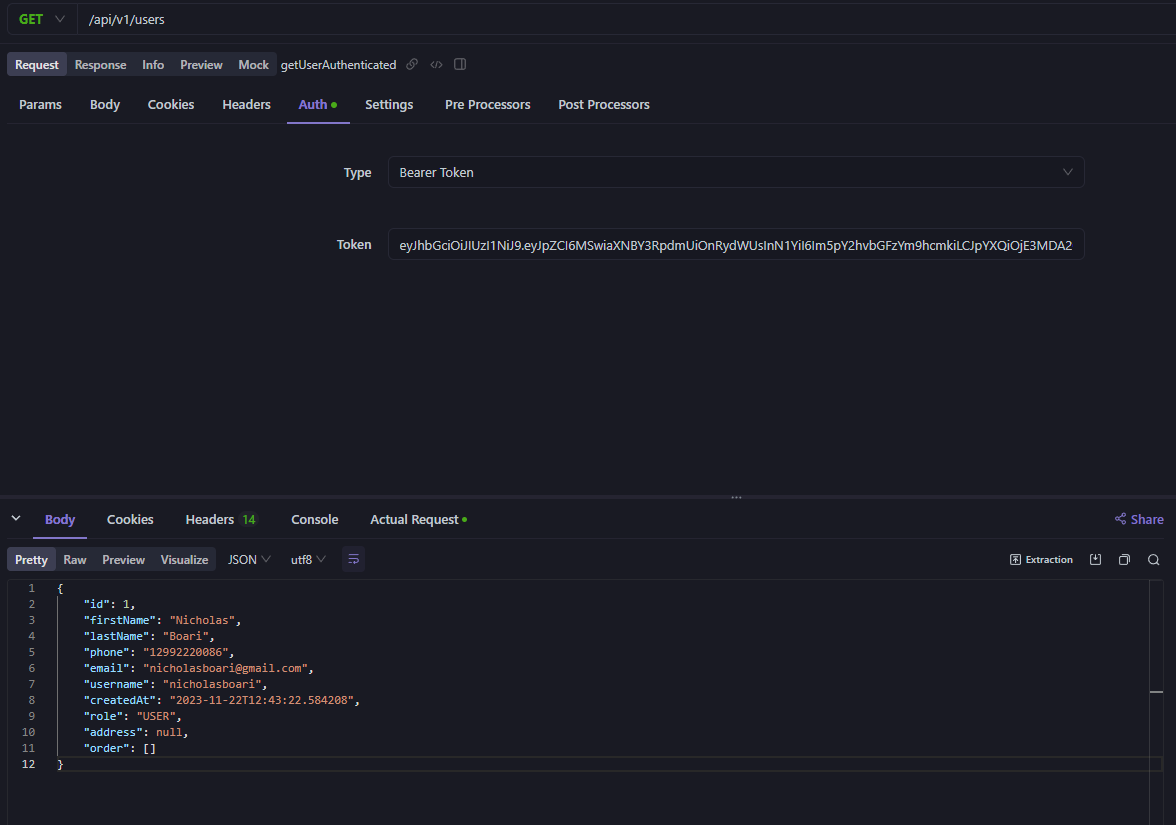 GET /api/v1/users
Request Response Info Preview Mock getUserAuthenticated
Params Body Cookies Headers Auth Settings Pre Processors Post Processors
Type Bearer Token
Token eyJhbGciOiJIUzI1NiJ9.eyJpZCI6MSwiaXNBY3RpdmUiOnRydWUsInN1YiI6Im5pY2hvbGFzYm9hcmkiLCJpYXQiOjE3MDA2
...
Body Cookies Headers 14 Console Actual Request Share
Pretty Raw Preview Visualize JSON utf8 Extraction
1 {
2 "id": 1,
3 "firstName": "Nicholas",
4 "lastName": "Boari",
5 "phone": "12992220086",
6 "email": "nicholasboari@gmail.com",
7 "username": "nicholasboari",
8 "createdAt": "2023-11-22T12:43:22.584208",
9 "role": "USER",
10 "address": null,
11 "order": []
12 }